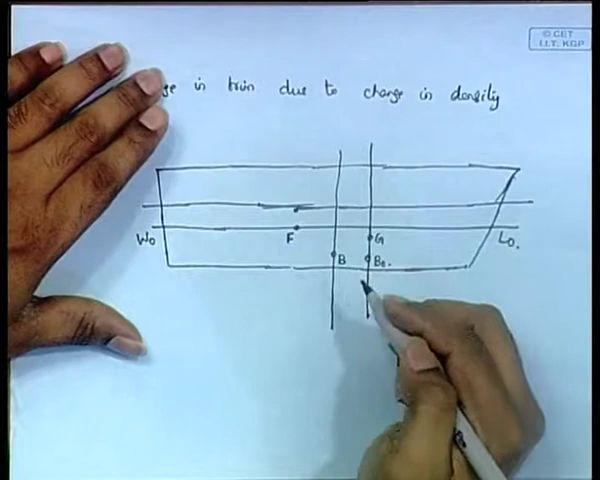 © CET
I.I.T. KGP
ge in trim due to change in density
W₀ F G L₀.
B B₀.